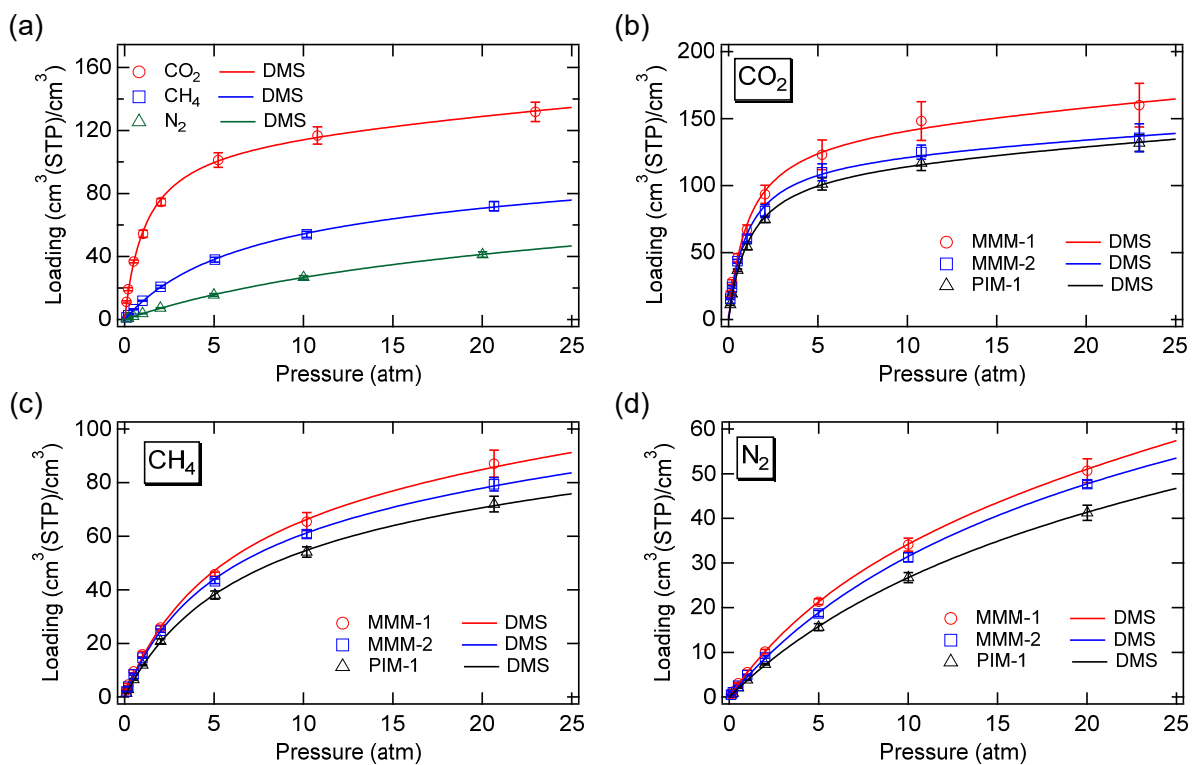 (a)
160
120
80
40
0
Loading (cm³(STP)/cm³)
CO₂ DMS
CH₄ DMS
N₂ DMS
0 5 10 15 20 25
Pressure (atm)
(b)
200
150
100
50
0
Loading (cm³(STP)/cm³)
CO₂
MMM-1 DMS
MMM-2 DMS
PIM-1 DMS
0 5 10 15 20 25
Pressure (atm)
(c)
100
80
60
40
20
0
Loading (cm³(STP)/cm³)
CH₄
MMM-1 DMS
MMM-2 DMS
PIM-1 DMS
0 5 10 15 20 25
Pressure (atm)
(d)
60
50
40
30
20
10
0
Loading (cm³(STP)/cm³)
N₂
MMM-1 DMS
MMM-2 DMS
PIM-1 DMS
0 5 10 15 20 25
Pressure (atm)